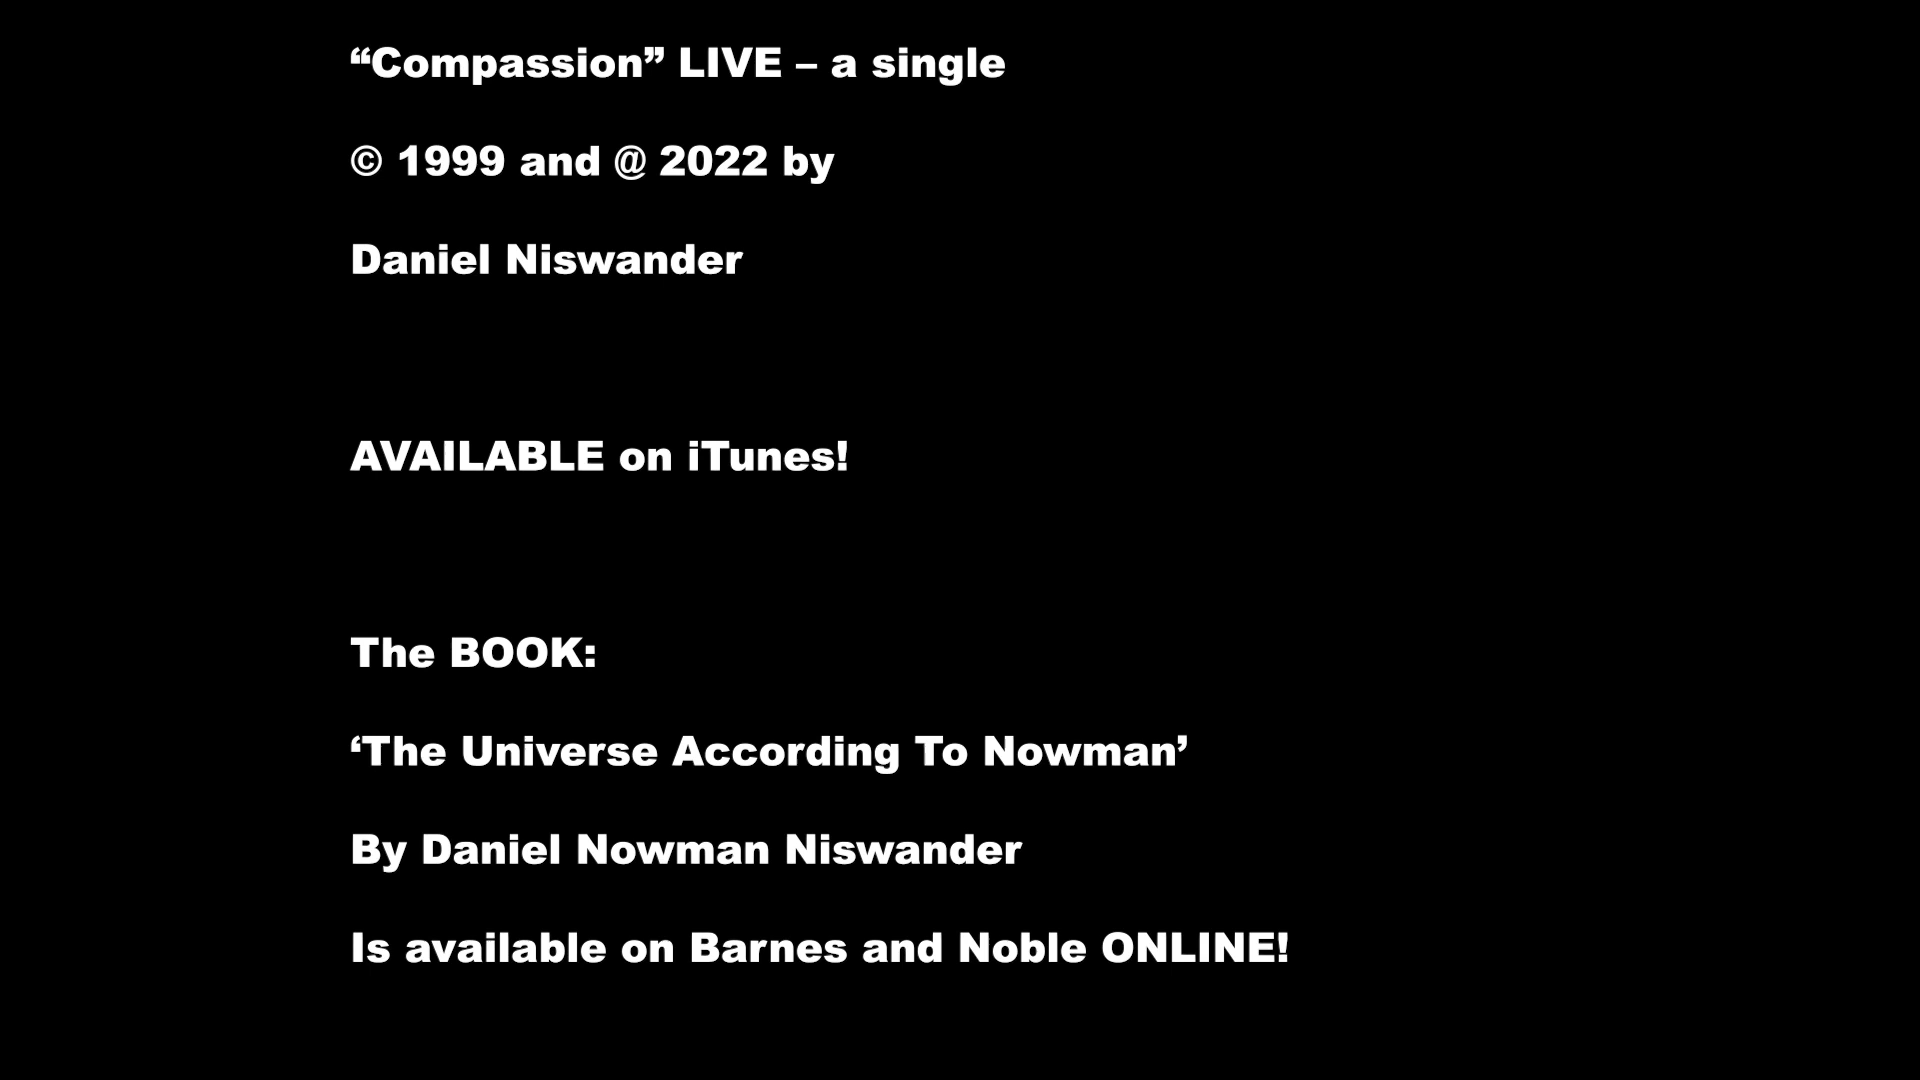 “Compassion” LIVE – a single
© 1999 and @ 2022 by
Daniel Niswander
AVAILABLE on iTunes!
The BOOK:
‘The Universe According To Nowman’
By Daniel Nowman Niswander
Is available on Barnes and Noble ONLINE!